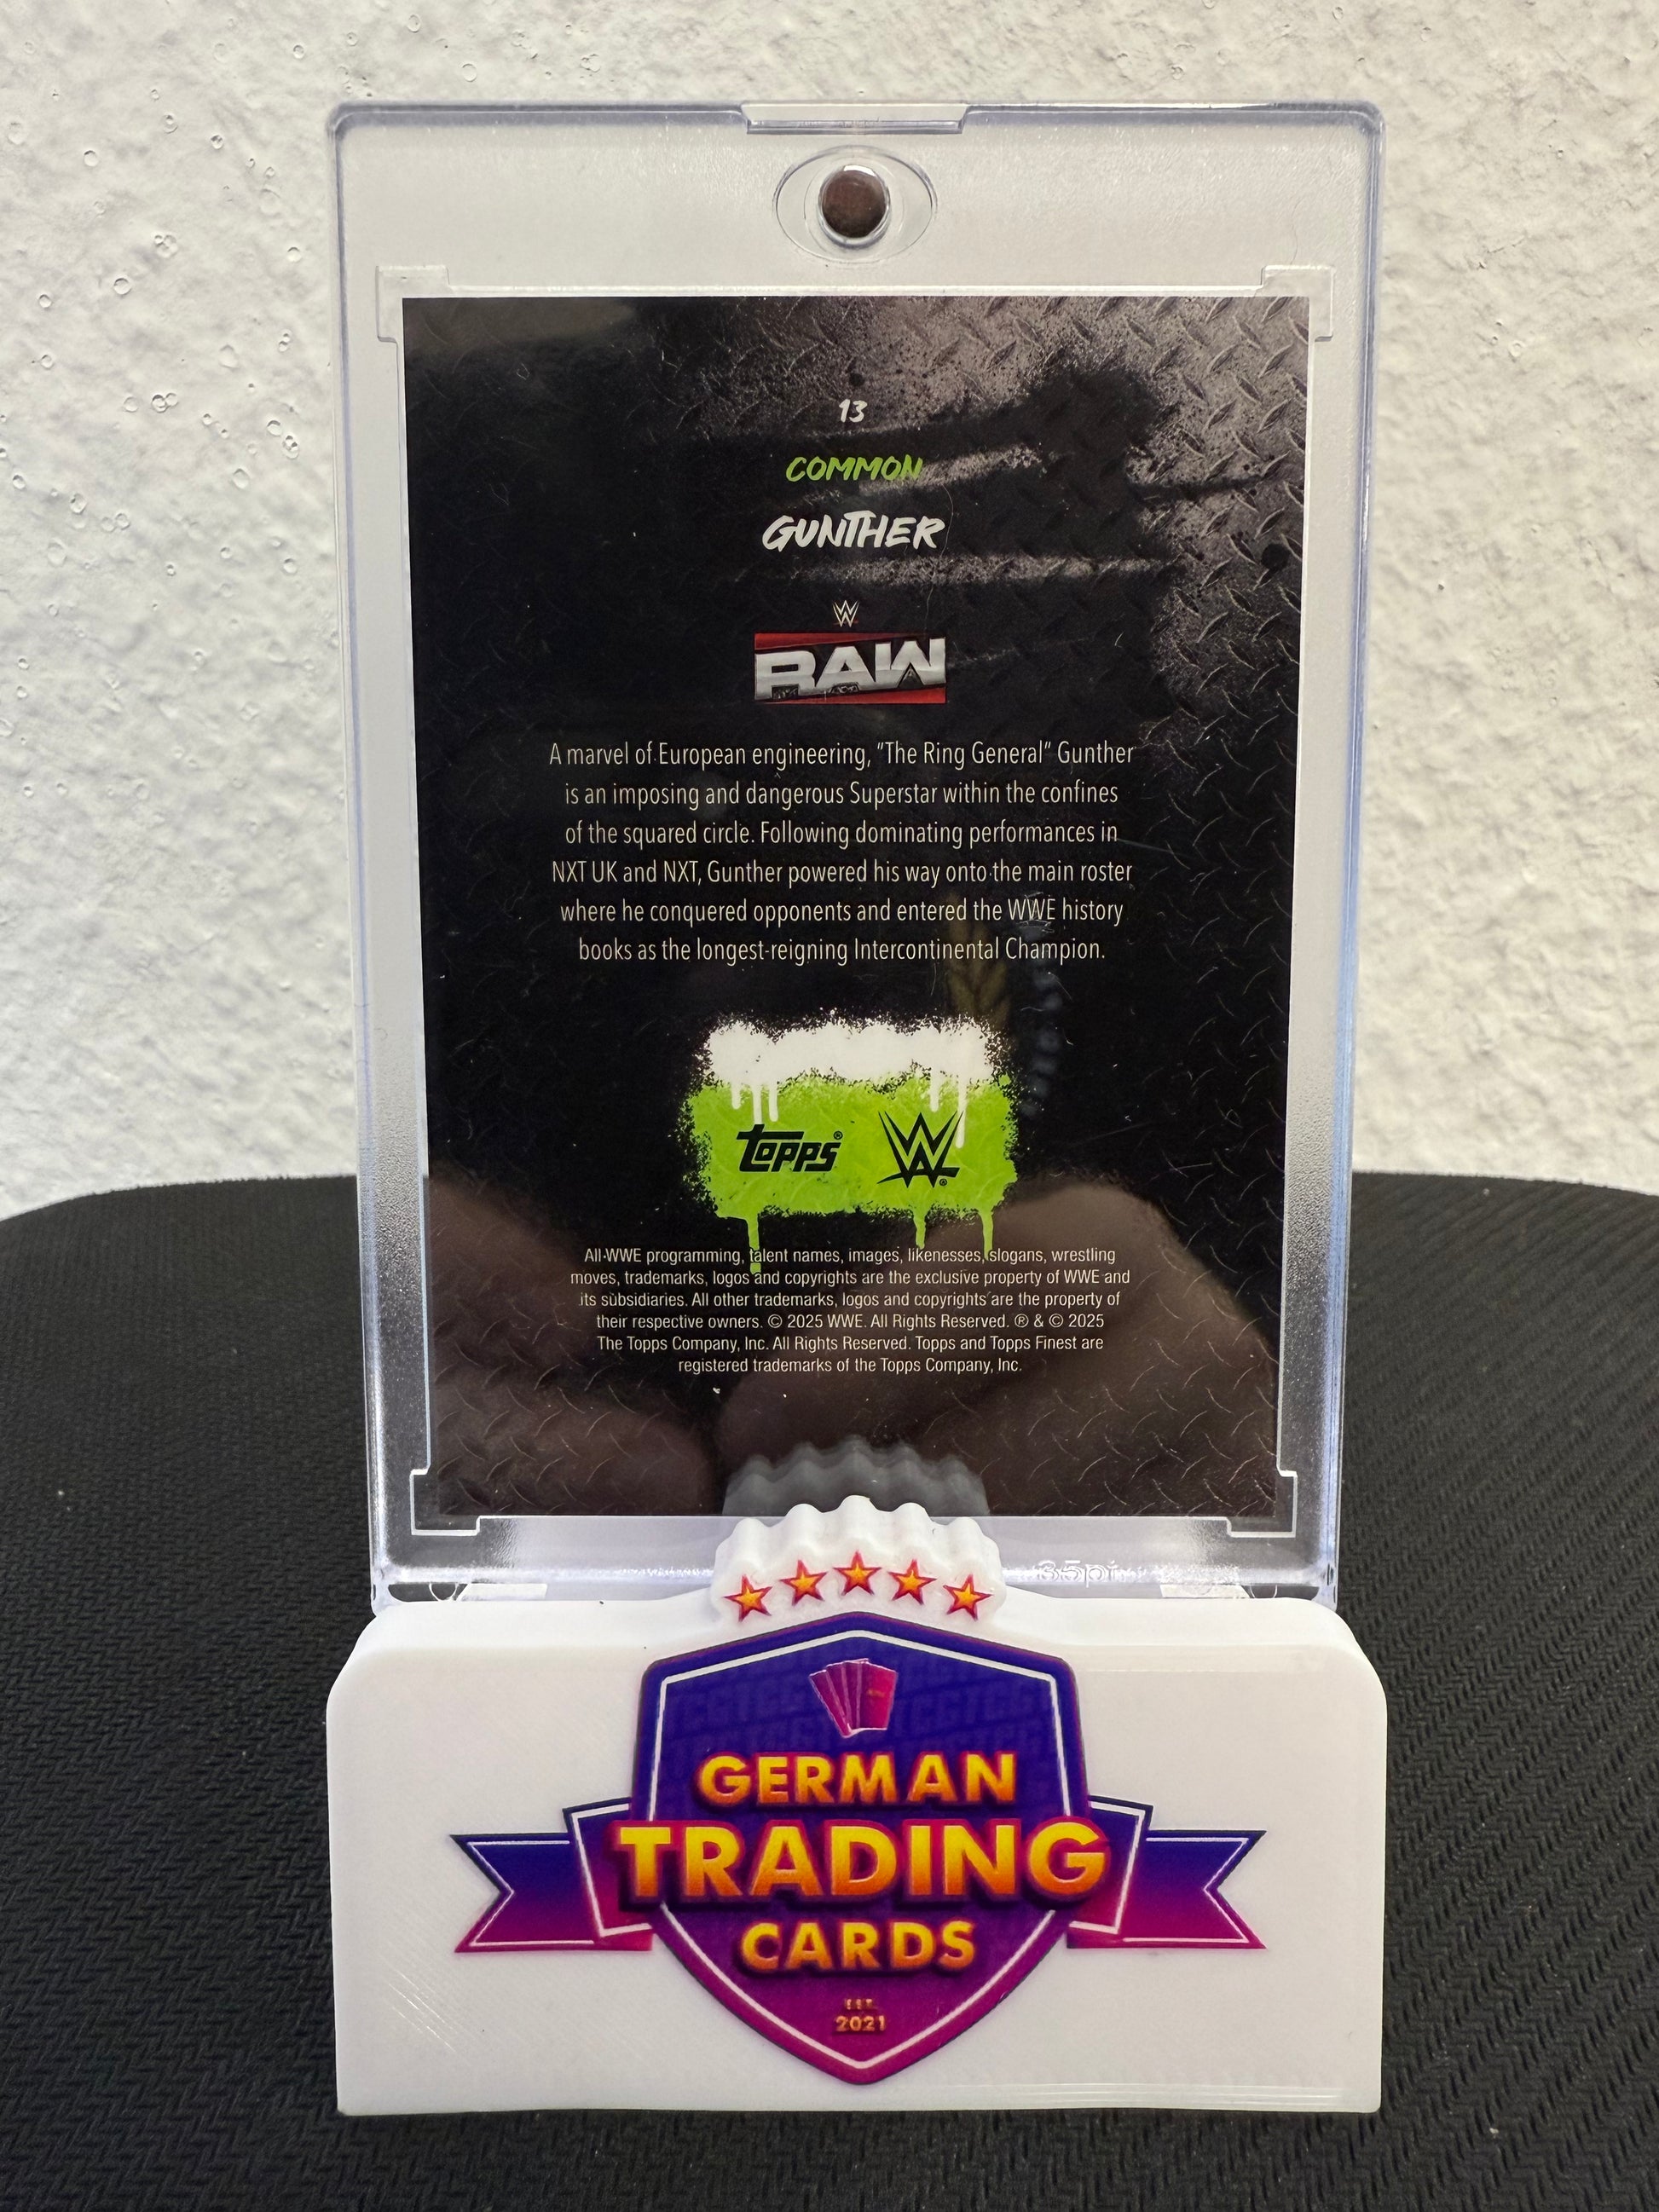 13
COMMON
GUNTHER
W
RAW
A marvel of European engineering, "The Ring General" Gunther
is an imposing and dangerous Superstar within the confines
of the squared circle. Following dominating performances in
NXT UK and NXT, Gunther powered his way onto the main roster
where he conquered opponents and entered the WWE history
books as the longest-reigning Intercontinental Champion.
topps® W®
All WWE programming, talent names, images, likenesses, slogans, wrestling
moves, trademarks, logos and copyrights are the exclusive property of WWE and
its subsidiaries. All other trademarks, logos and copyrights are the property of
their respective owners. © 2025 WWE. All Rights Reserved. ® & © 2025
The Topps Company, Inc. All Rights Reserved. Topps and Topps Finest are
registered trademarks of the Topps Company, Inc.
35pt
GERMAN
TRADING
CARDS
EST.
2021